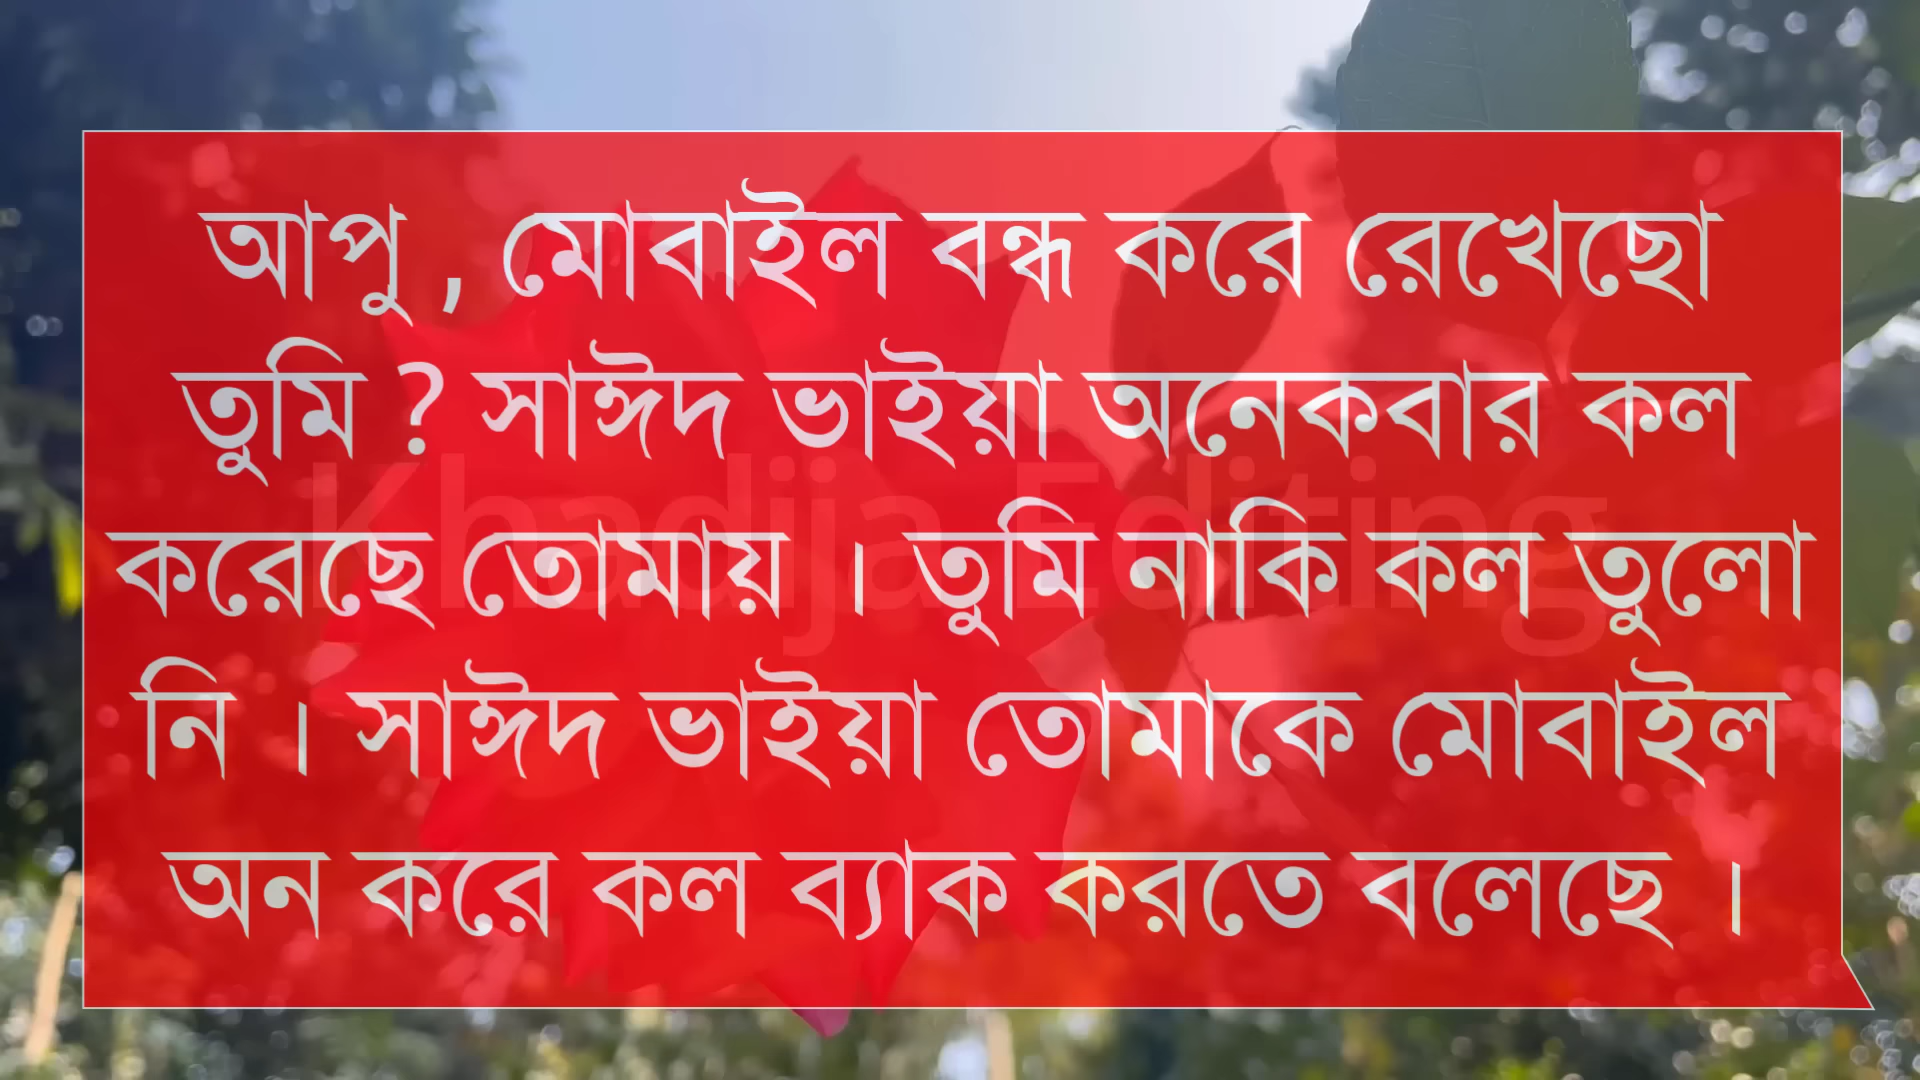 আপু , মোবাইল বন্ধ করে রেখেছো
তুমি ? সাঈদ ভাইয়া অনেকবার কল
করেছে তোমায় । তুমি নাকি কল তুলো
নি । সাঈদ ভাইয়া তোমাকে মোবাইল
অন করে কল ব্যাক করতে বলেছে ।
Khadija Editing